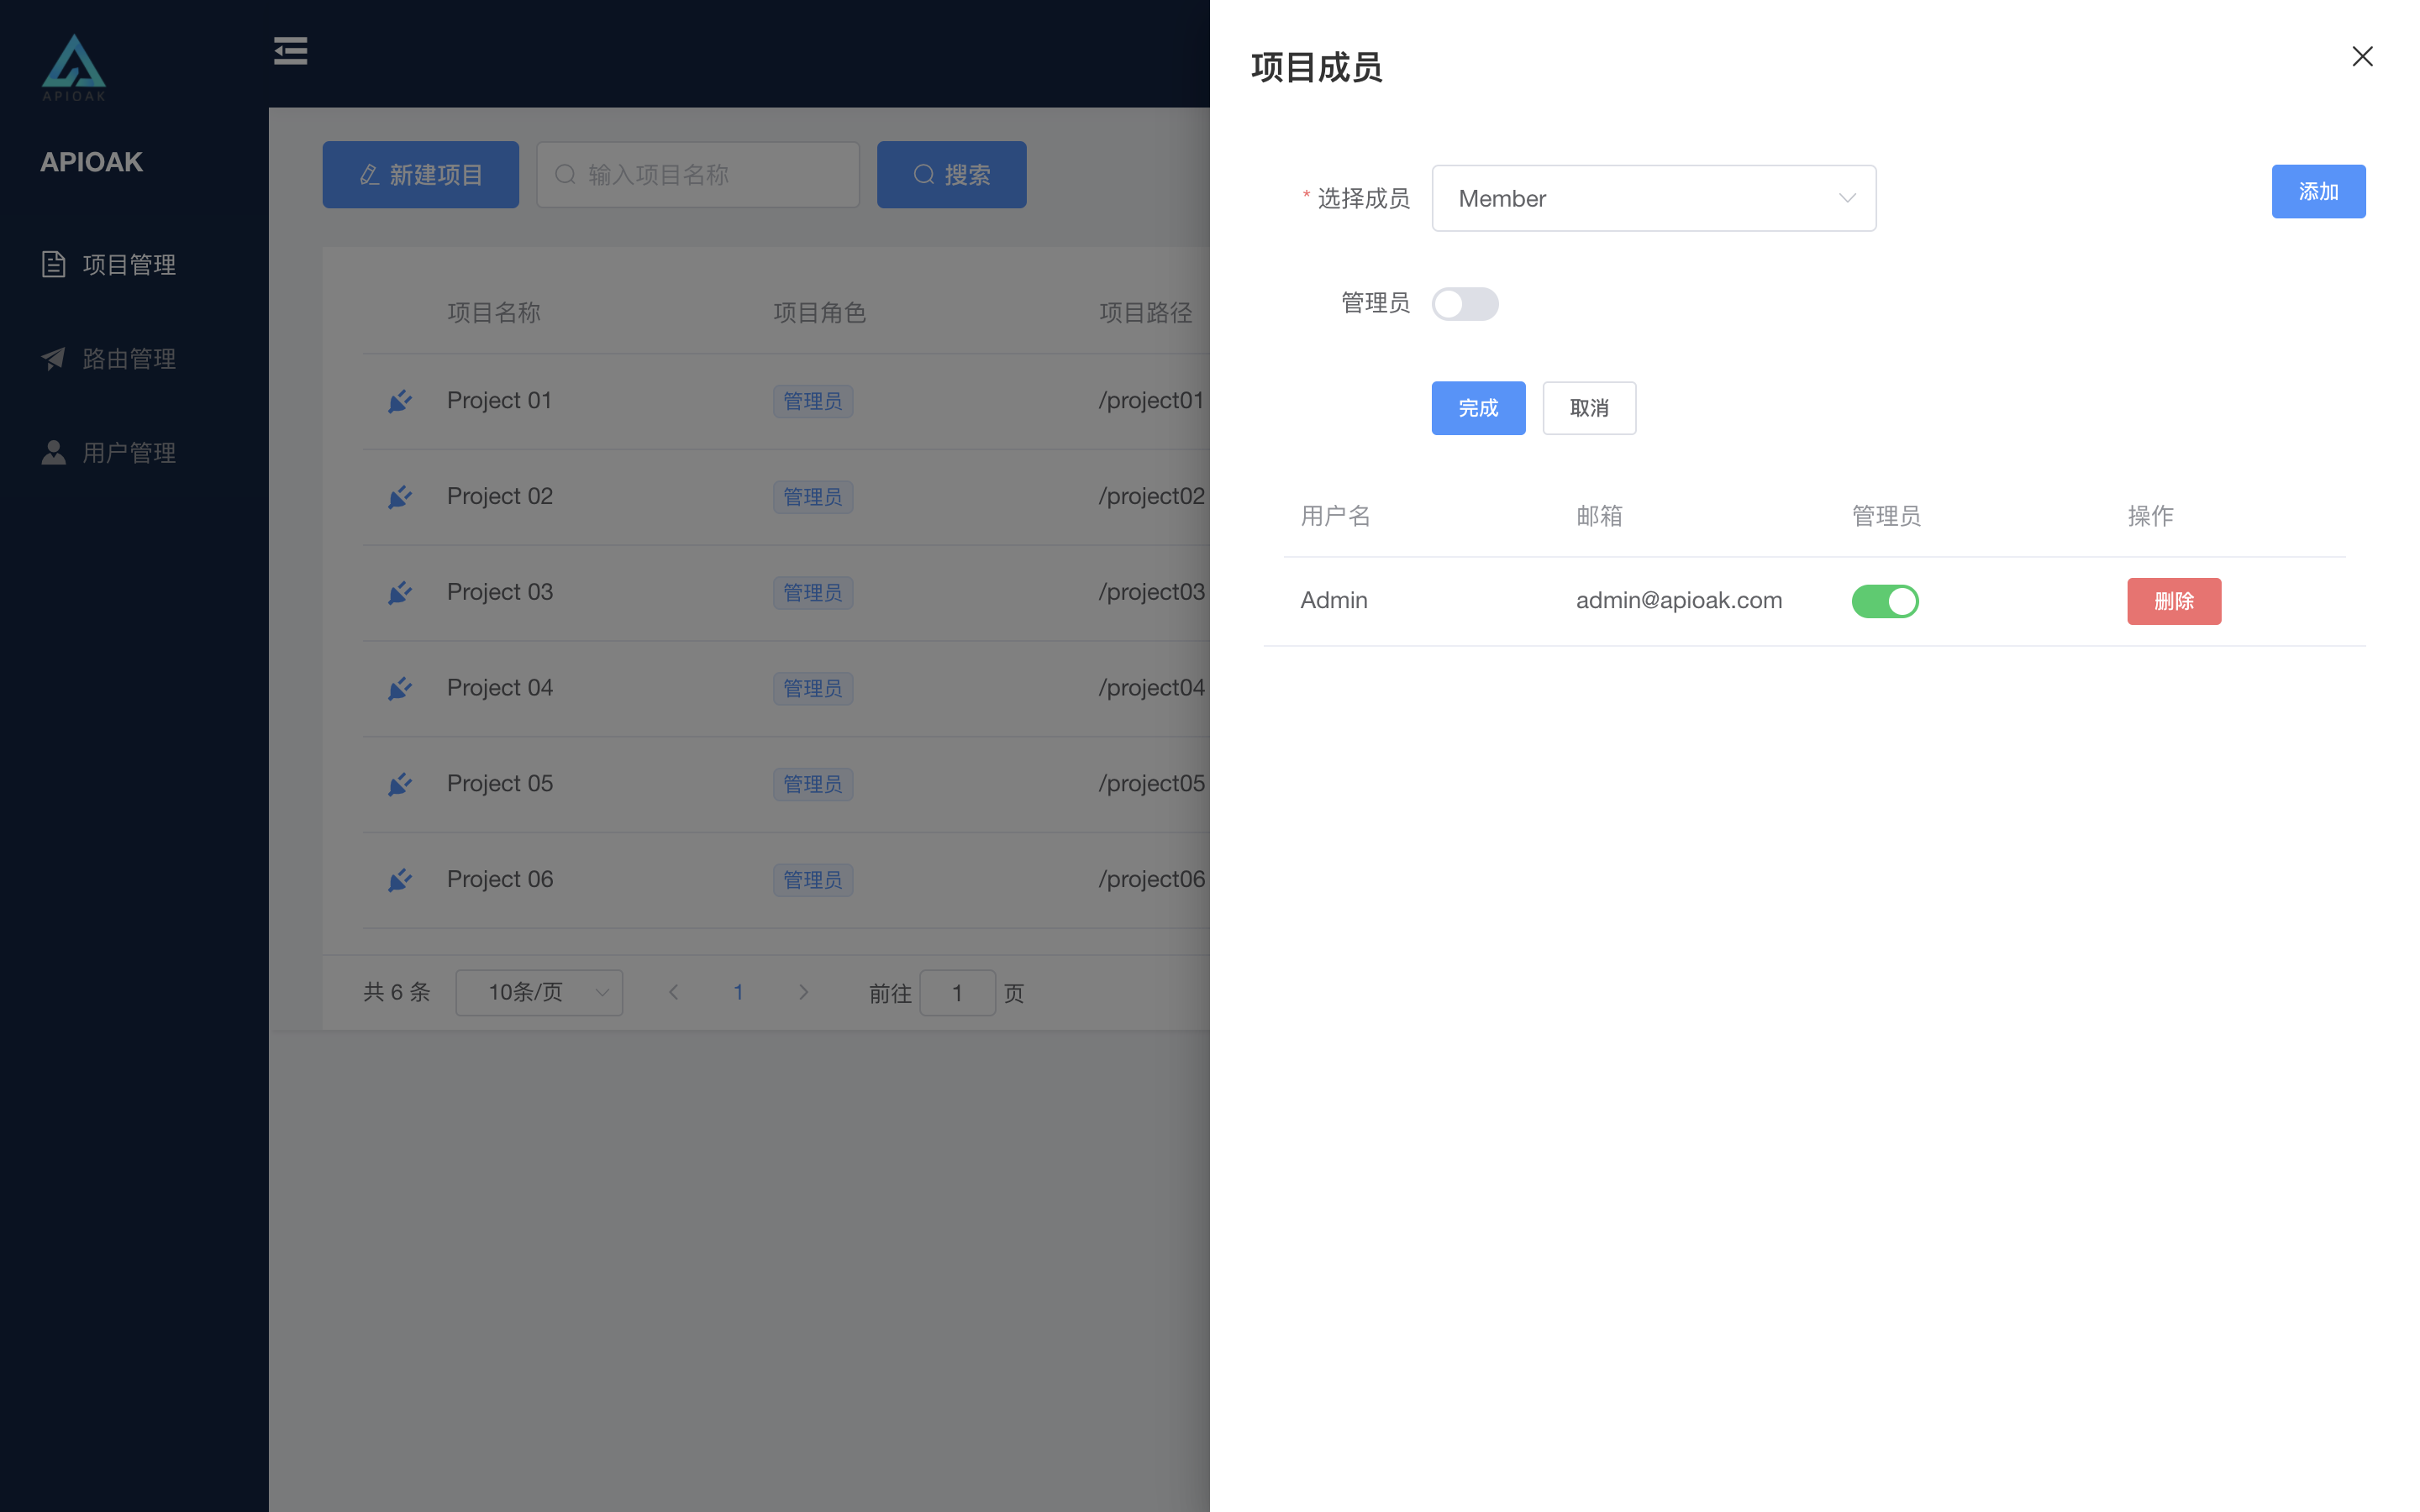 APIOAK
APIOAK
项目管理
路由管理
用户管理
新建项目 输入项目名称 搜索
项目名称 项目角色 项目路径
Project 01 管理员 /project01
Project 02 管理员 /project02
Project 03 管理员 /project03
Project 04 管理员 /project04
Project 05 管理员 /project05
Project 06 管理员 /project06
共 6 条 10条/页 1 前往 1 页
项目成员
* 选择成员 Member 添加
管理员
完成 取消
用户名 邮箱 管理员 操作
Admin admin@apioak.com 删除